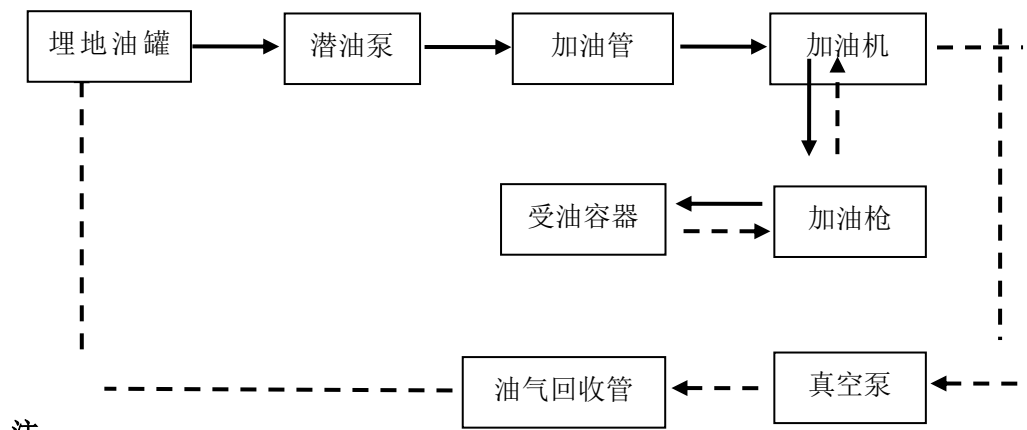 埋地油罐
潜油泵
加油管
加油机
受油容器
加油枪
油气回收管
真空泵